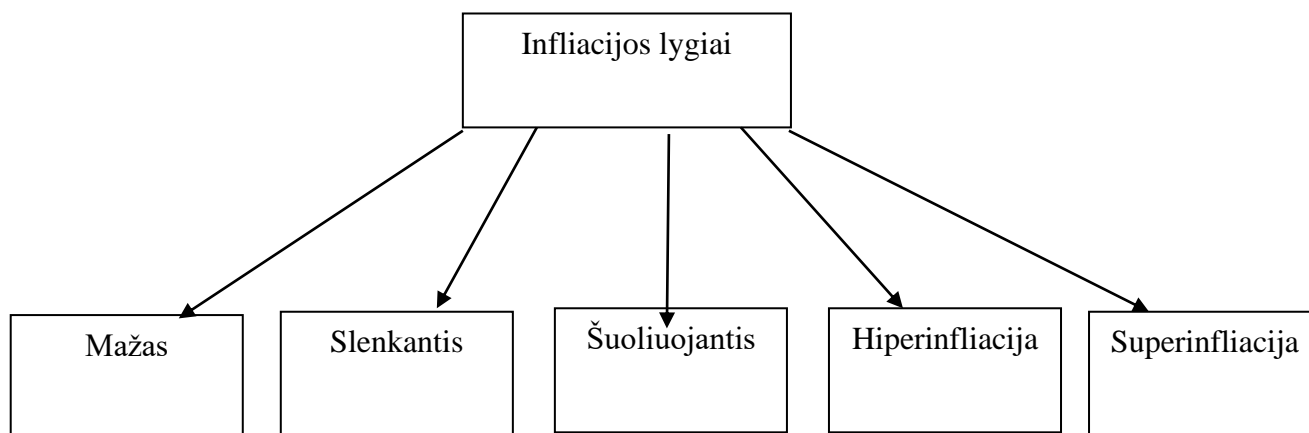 Infliacijos lygiai
Mažas
Slenkantis
Šuoliuojantis
Hiperinfliacija
Superinfliacija